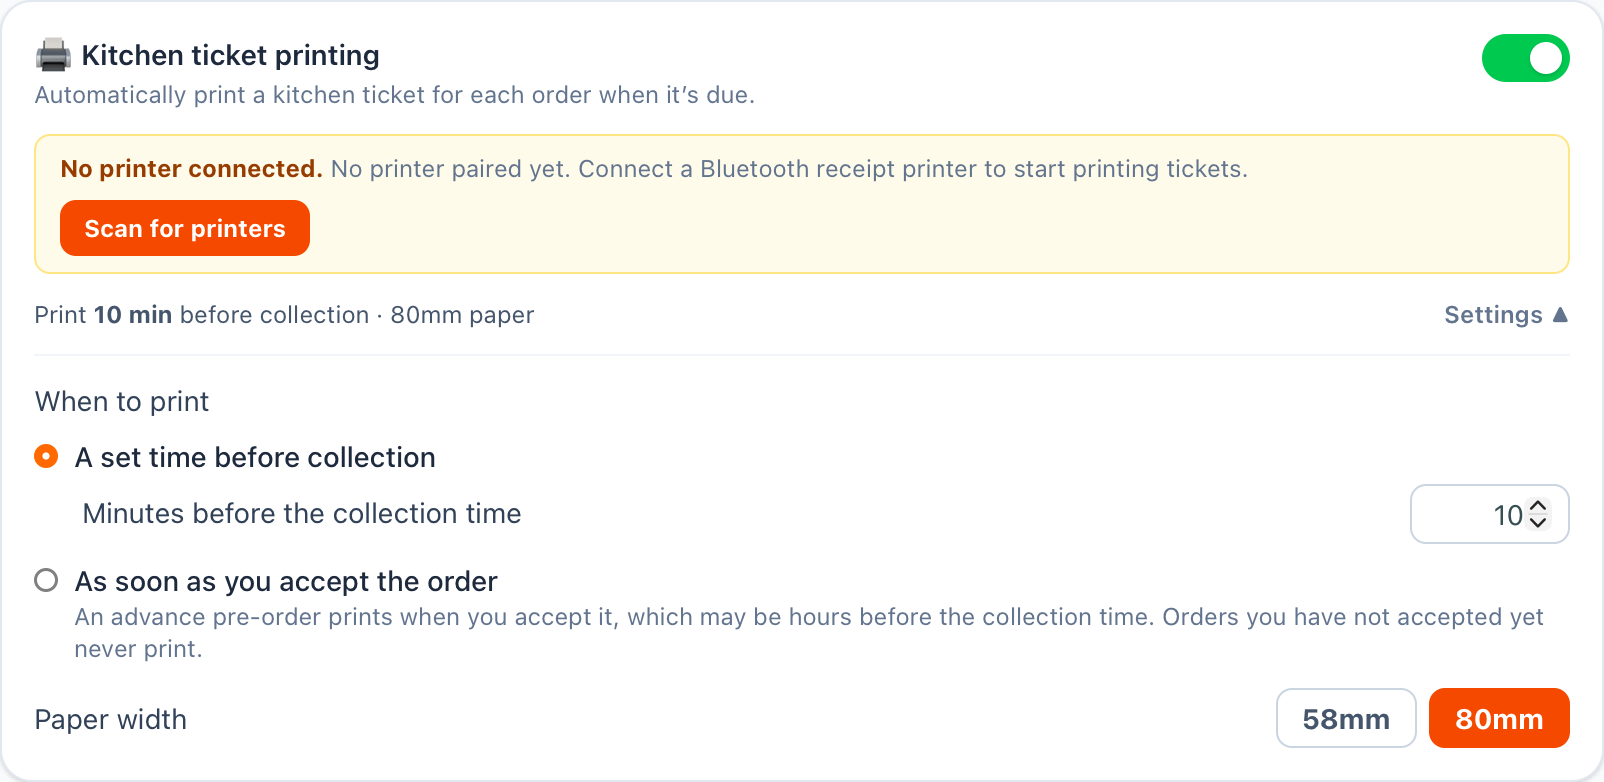 Kitchen ticket printing
Automatically print a kitchen ticket for each order when it’s due.
No printer connected. No printer paired yet. Connect a Bluetooth receipt printer to start printing tickets.
Scan for printers
Print 10 min before collection · 80mm paper
Settings ▲
When to print
A set time before collection
Minutes before the collection time
10
As soon as you accept the order
An advance pre-order prints when you accept it, which may be hours before the collection time. Orders you have not accepted yet
never print.
Paper width
58mm
80mm